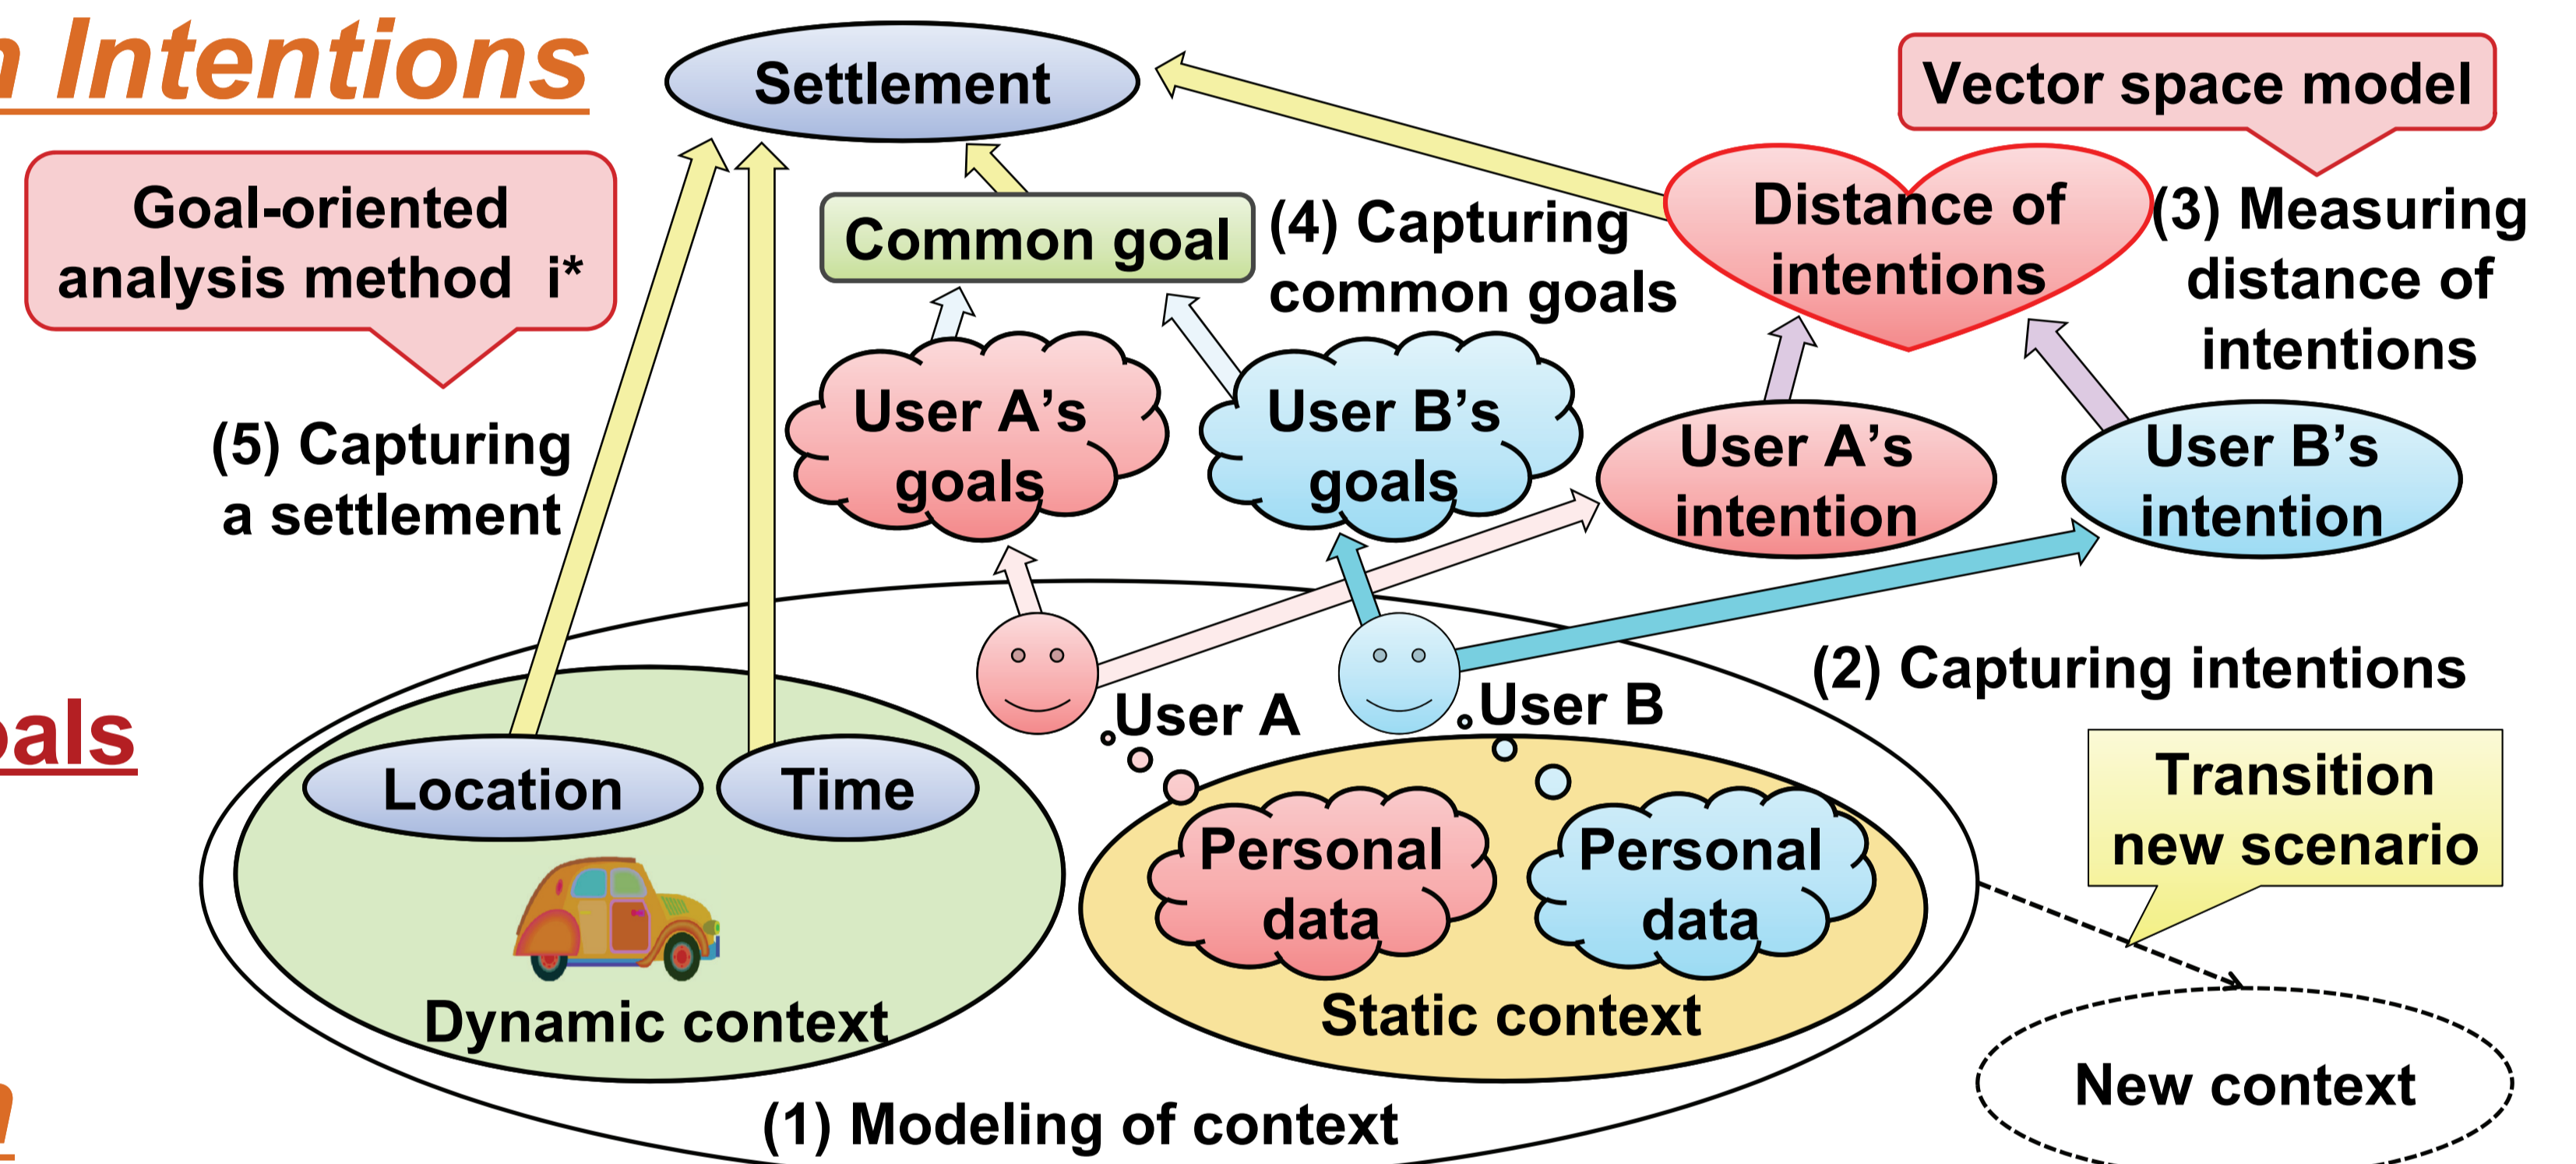 Intentions
Settlement
Vector space model
Goal-oriented
analysis method i*
Common goal
(4) Capturing
common goals
Distance of
intentions
(3) Measuring
distance of
intentions
(5) Capturing
a settlement
User A’s
goals
User B’s
goals
User A’s
intention
User B’s
intention
(2) Capturing intentions
User A
User B
Location
Time
Personal
data
Personal
data
Transition
new scenario
Dynamic context
Static context
New context
(1) Modeling of context